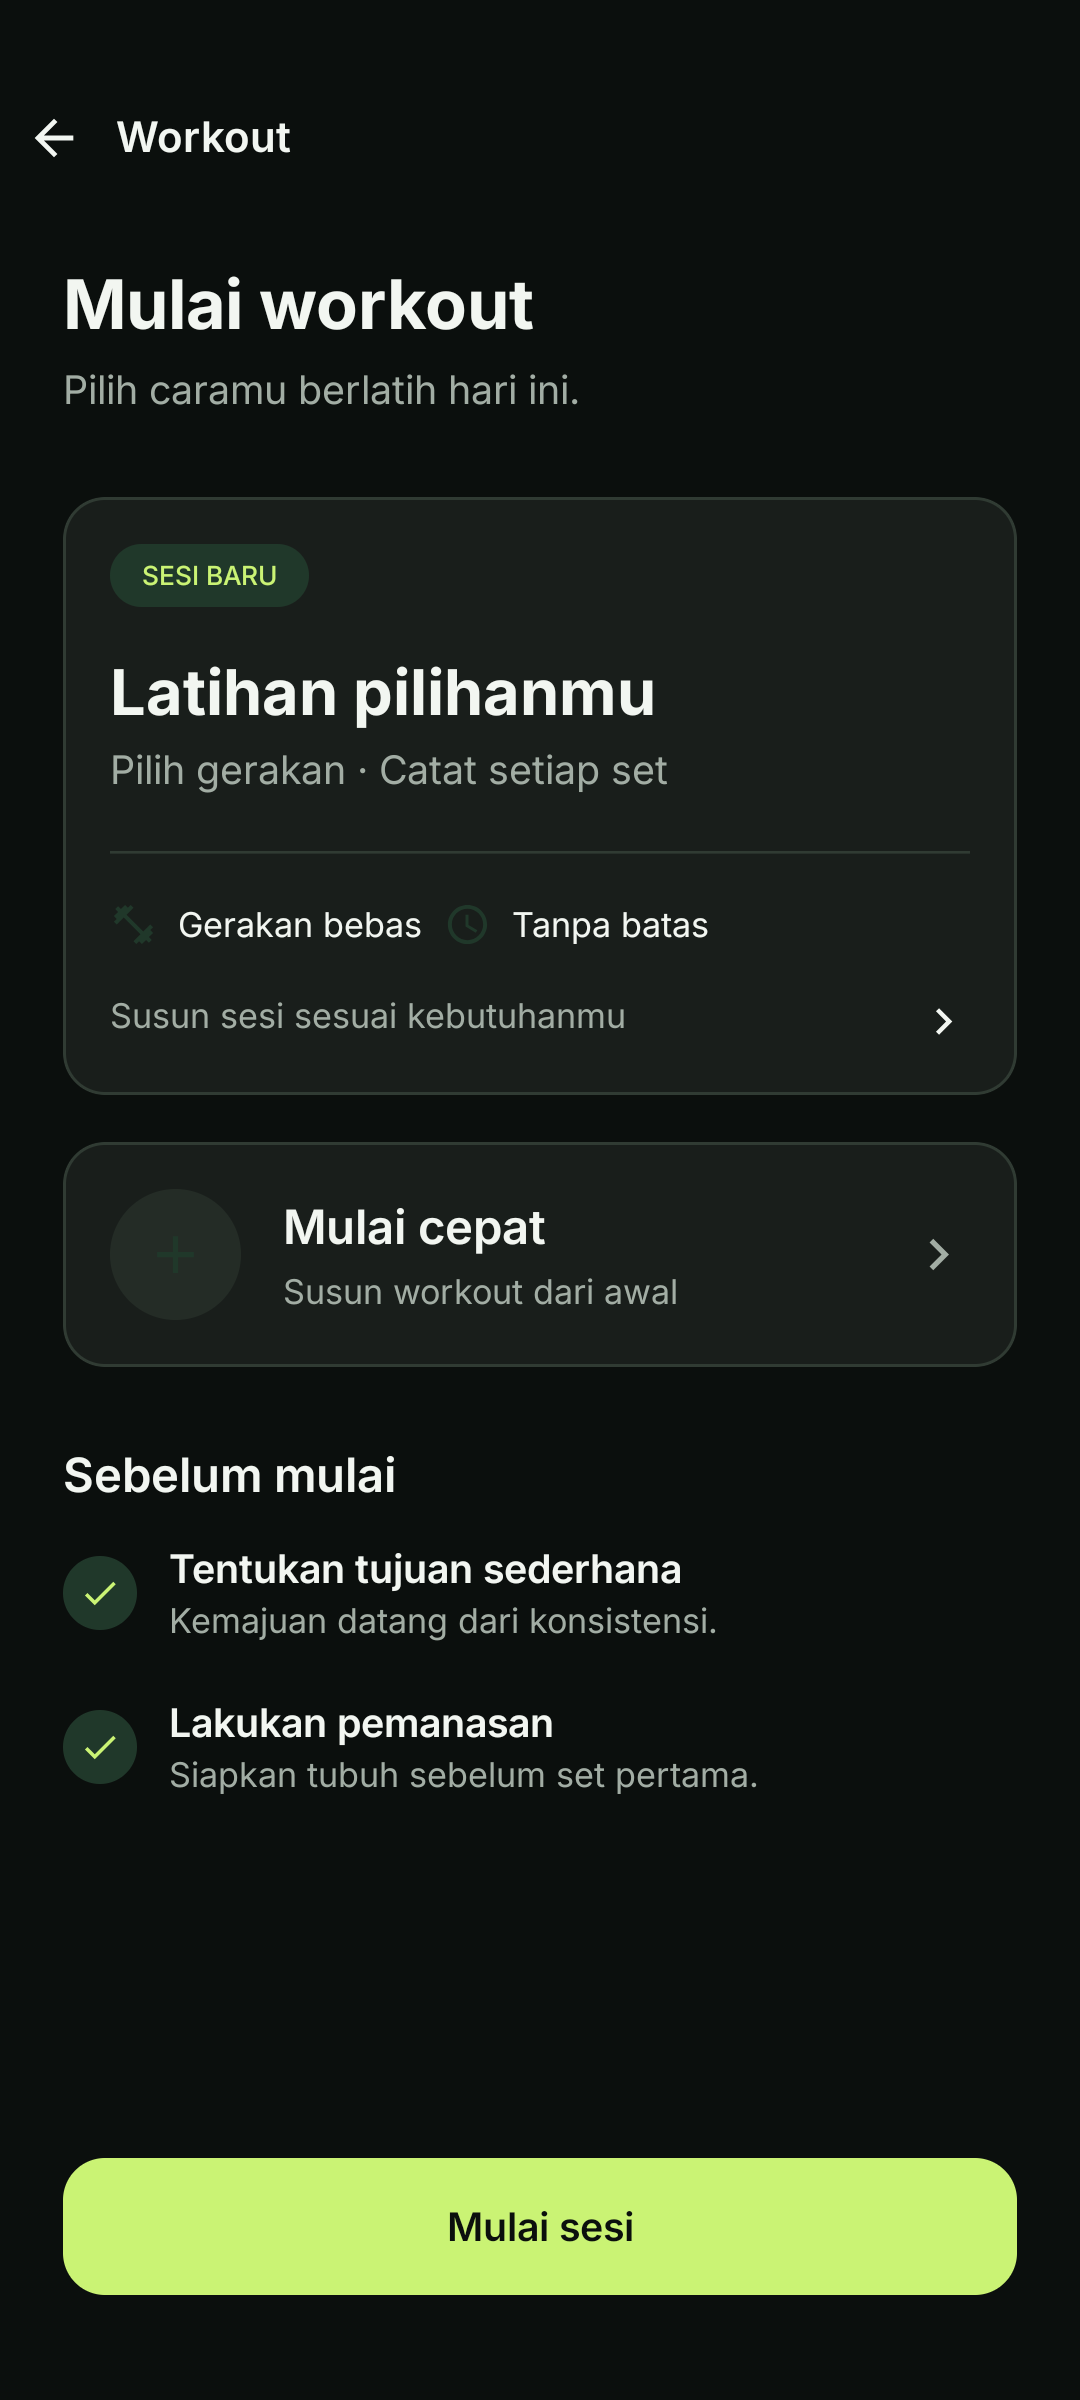 Workout
Mulai workout
Pilih caramu berlatih hari ini.
SESI BARU
Latihan pilihanmu
Pilih gerakan · Catat setiap set
Gerakan bebas
Tanpa batas
Susun sesi sesuai kebutuhanmu
Mulai cepat
Susun workout dari awal
Sebelum mulai
Tentukan tujuan sederhana
Kemajuan datang dari konsistensi.
Lakukan pemanasan
Siapkan tubuh sebelum set pertama.
Mulai sesi